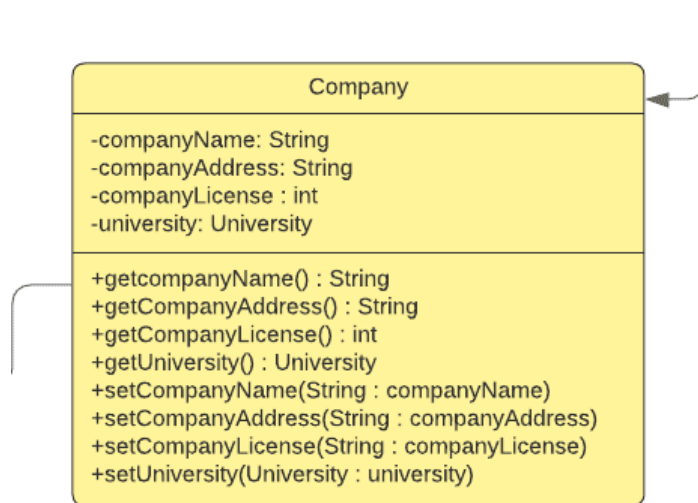 Company
-companyName: String
-companyAddress: String
-companyLicense : int
-university: University
+getcompanyName() : String
+getCompanyAddress() : String
+getCompanyLicense() : int
+getUniversity() : University
+setCompanyName(String : companyName)
+setCompanyAddress(String : companyAddress)
+setCompanyLicense(String : companyLicense)
+setUniversity(University : university)